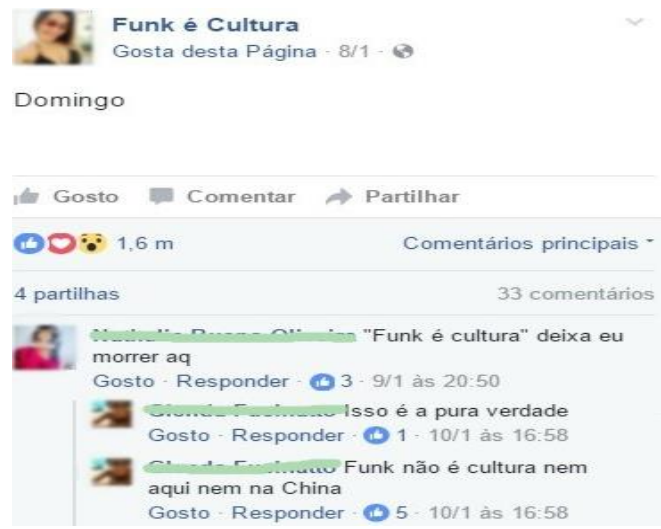 Funk é Cultura
Gosta desta Página · 8/1 ·
Domingo
Gosto Comentar Partilhar
1,6 m Comentários principais
4 partilhas 33 comentários
"Funk é cultura" deixa eu
morrer aq
Gosto · Responder · 3 · 9/1 às 20:50
Isso é a pura verdade
Gosto · Responder · 1 · 10/1 às 16:58
Funk não é cultura nem
aqui nem na China
Gosto · Responder · 5 · 10/1 às 16:58